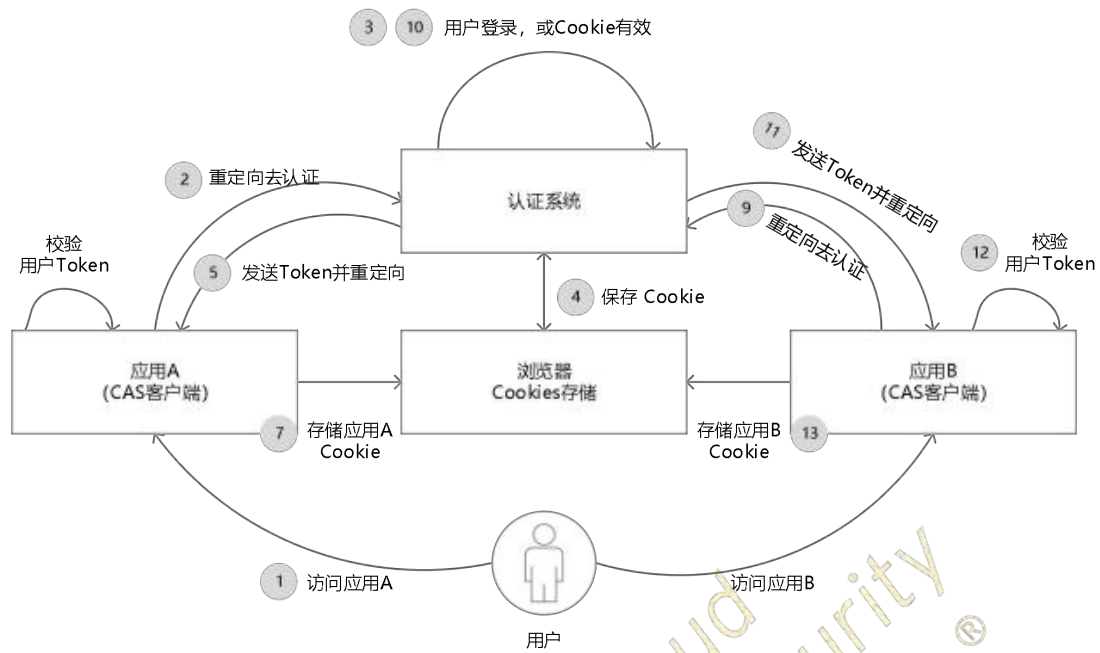 3 10 用户登录，或Cookie有效
11 发送Token并重定向
2 重定向去认证
认证系统
9 重定向去认证
校验
用户Token
12 校验
用户Token
5 发送Token并重定向
4 保存 Cookie
应用A
(CAS客户端)
浏览器
Cookies存储
应用B
(CAS客户端)
7 存储应用A
Cookie
存储应用B 13
Cookie
1 访问应用A
访问应用B
用户
®